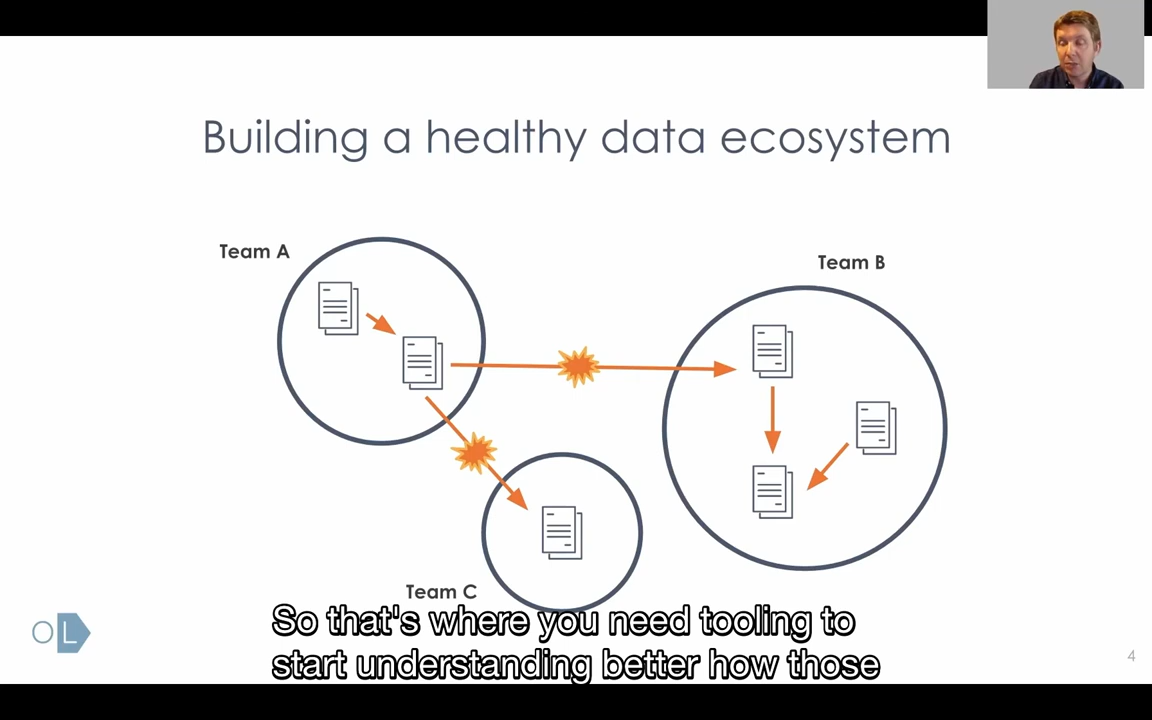 Building a healthy data ecosystem
Team A
Team B
Team C
So that's where you need tooling to
start understanding better how those
OL
4